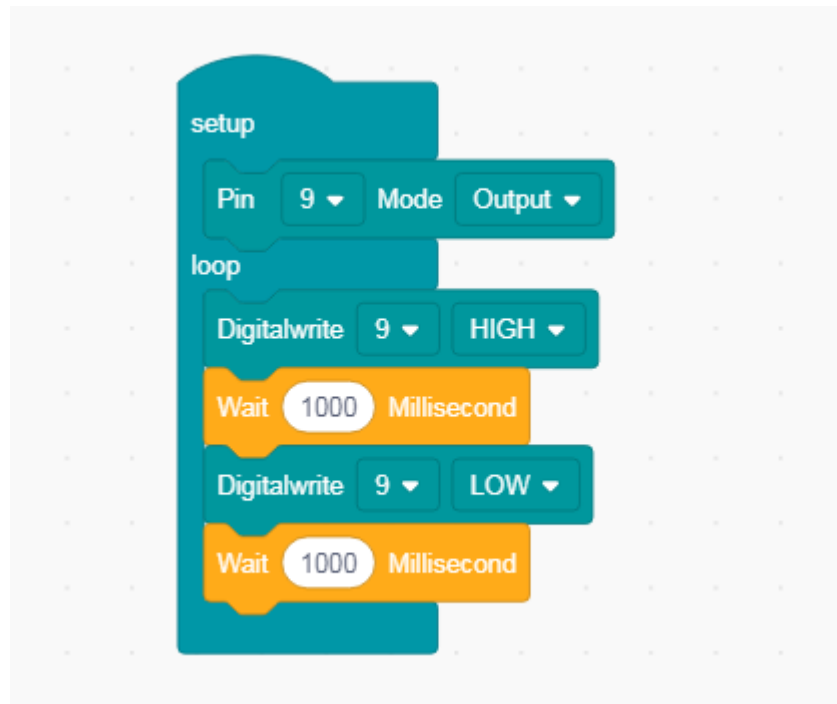 setup
Pin 9 Mode Output
loop
Digitalwrite 9 HIGH
Wait 1000 Millisecond
Digitalwrite 9 LOW
Wait 1000 Millisecond